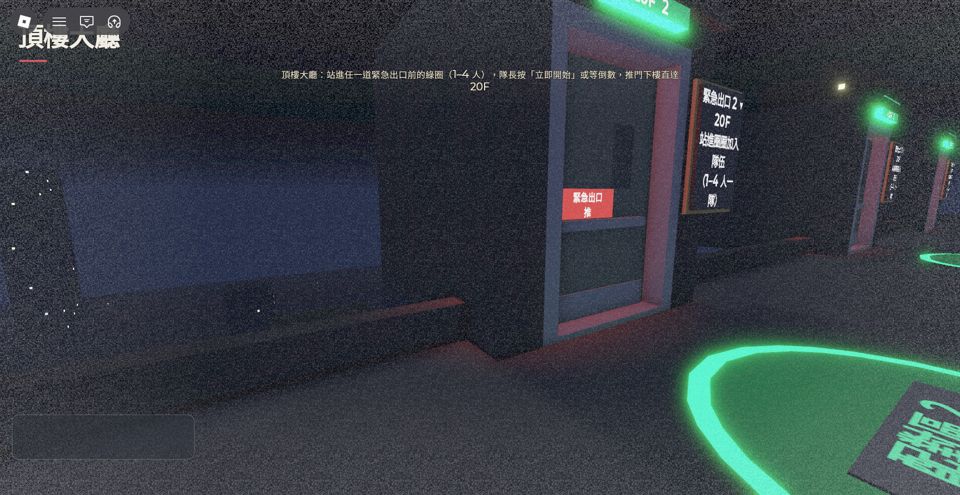 頂樓大廳
頂樓大廳：站進任一道緊急出口前的綠圈（1–4 人），隊長按「立即開始」或等倒數，推門下樓直達
20F
緊急出口 2 ▾
20F
站進圈圈加入
隊伍
(1–4 人一
隊)
緊急出口
推
2